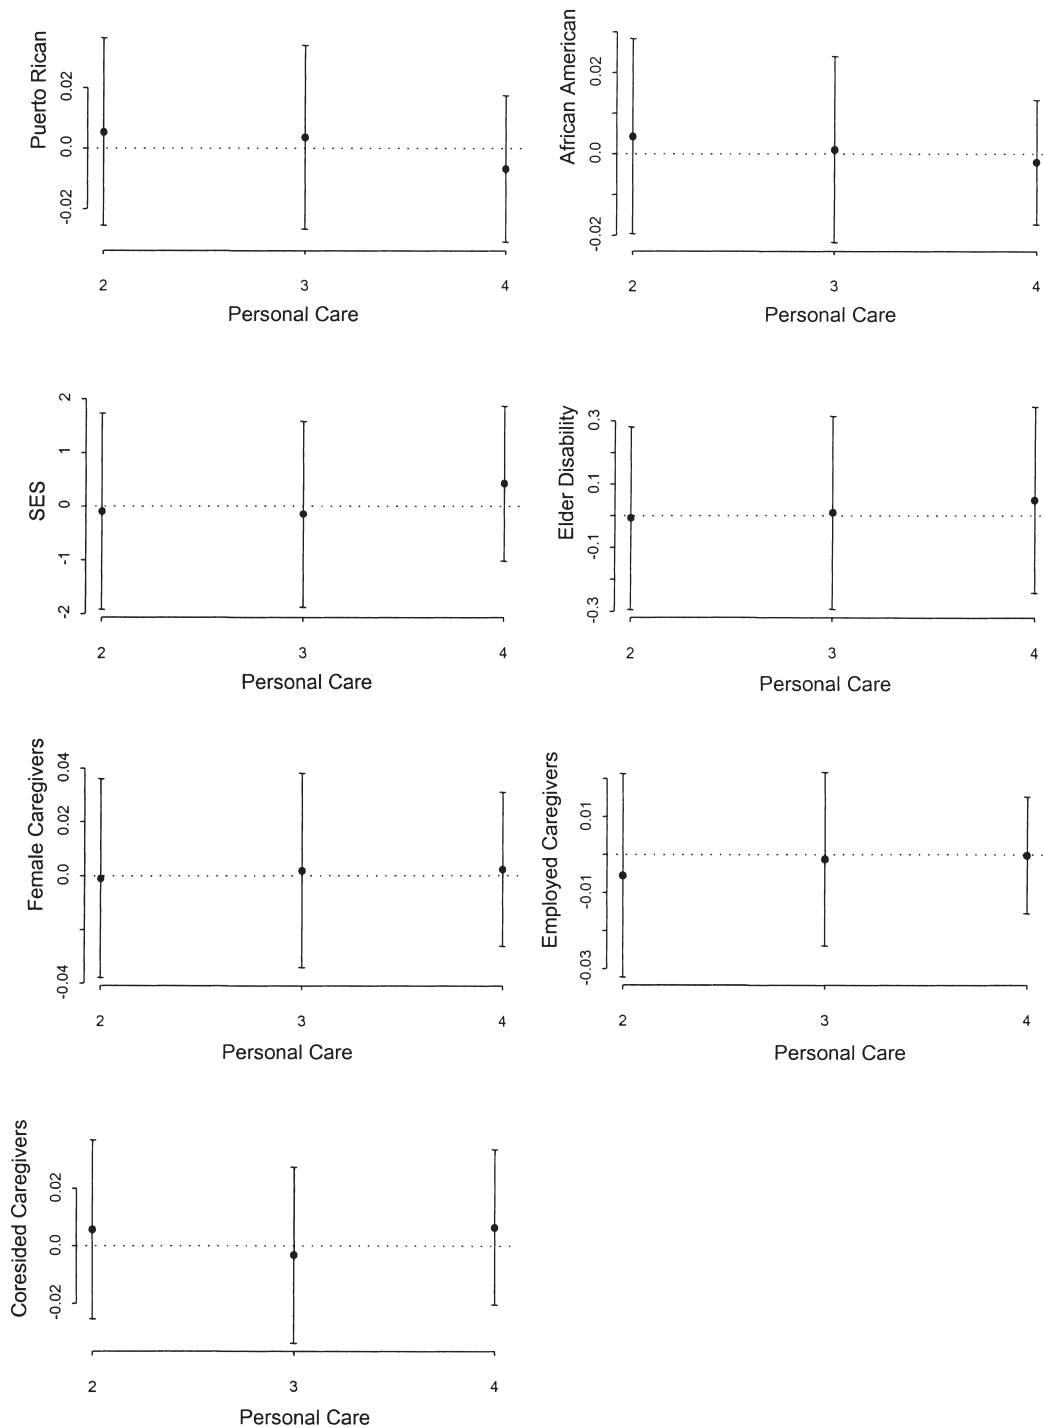 Puerto Rican
0.02
0.0
-0.02
2 3 4
Personal Care
African American
0.02
0.0
-0.02
2 3 4
Personal Care
SES
2
1
0
-1
-2
2 3 4
Personal Care
Elder Disability
0.3
0.1
-0.1
-0.3
2 3 4
Personal Care
Female Caregivers
0.04
0.02
0.0
-0.04
2 3 4
Personal Care
Employed Caregivers
0.01
-0.01
-0.03
2 3 4
Personal Care
Coresided Caregivers
0.02
0.0
-0.02
2 3 4
Personal Care